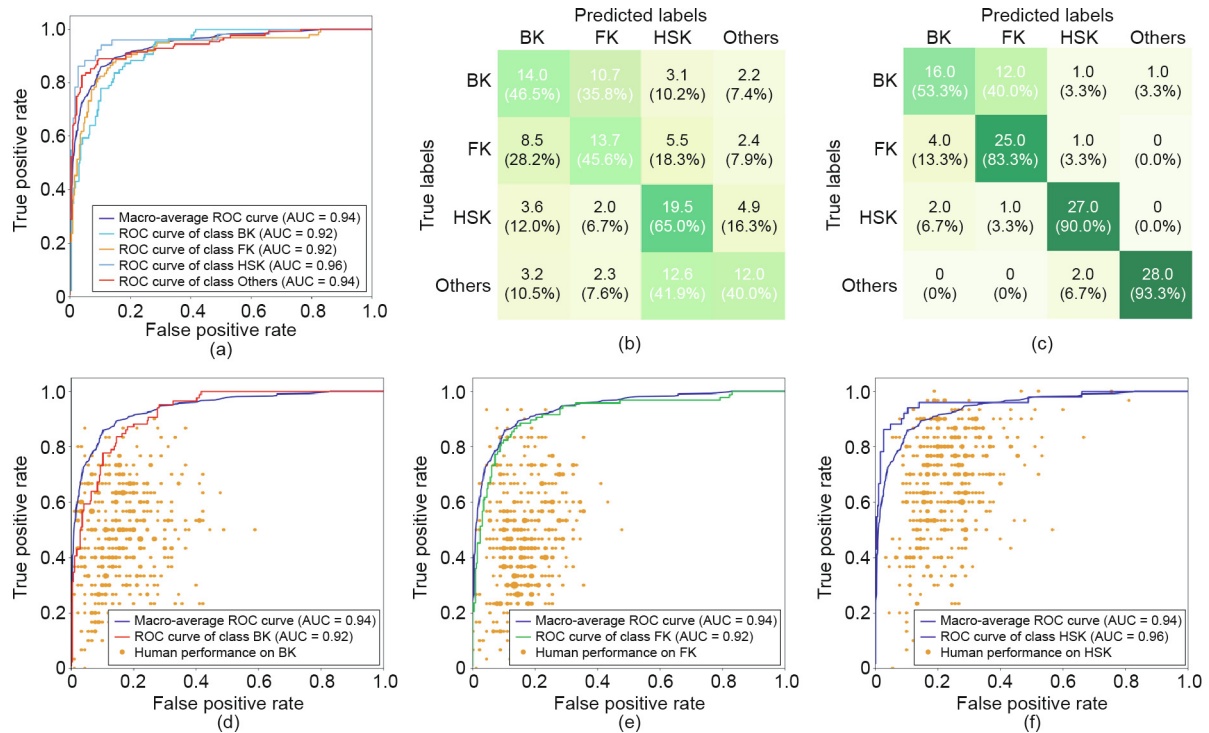 True positive rate
1.0
0.8
0.6
0.4
0.2
0
0
0.2
0.4
0.6
0.8
1.0
Macro-average ROC curve (AUC = 0.94)
ROC curve of class BK (AUC = 0.92)
ROC curve of class FK (AUC = 0.92)
ROC curve of class HSK (AUC = 0.96)
ROC curve of class Others (AUC = 0.94)
False positive rate
(a)
Predicted labels
BK FK HSK Others
True labels
BK 14.0 10.7 3.1 2.2
(46.5%) (35.8%) (10.2%) (7.4%)
FK 8.5 13.7 5.5 2.4
(28.2%) (45.6%) (18.3%) (7.9%)
HSK 3.6 2.0 19.5 4.9
(12.0%) (6.7%) (65.0%) (16.3%)
Others 3.2 2.3 12.6 12.0
(10.5%) (7.6%) (41.9%) (40.0%)
(b)
Predicted labels
BK FK HSK Others
True labels
BK 16.0 12.0 1.0 1.0
(53.3%) (40.0%) (3.3%) (3.3%)
FK 4.0 25.0 1.0 0
(13.3%) (83.3%) (3.3%) (0.0%)
HSK 2.0 1.0 27.0 0
(6.7%) (3.3%) (90.0%) (0.0%)
Others 0 0 2.0 28.0
(0%) (0%) (6.7%) (93.3%)
(c)
True positive rate
1.0
0.8
0.6
0.4
0.2
0
0 0.2 0.4 0.6 0.8 1.0
Macro-average ROC curve (AUC = 0.94)
ROC curve of class BK (AUC = 0.92)
Human performance on BK
False positive rate
(d)
True positive rate
1.0
0.8
0.6
0.4
0.2
0
0 0.2 0.4 0.6 0.8 1.0
Macro-average ROC curve (AUC = 0.94)
ROC curve of class FK (AUC = 0.92)
Human performance on FK
False positive rate
(e)
True positive rate
1.0
0.8
0.6
0.4
0.2
0
0 0.2 0.4 0.6 0.8 1.0
Macro-average ROC curve (AUC = 0.94)
ROC curve of class HSK (AUC = 0.96)
Human performance on HSK
False positive rate
(f)